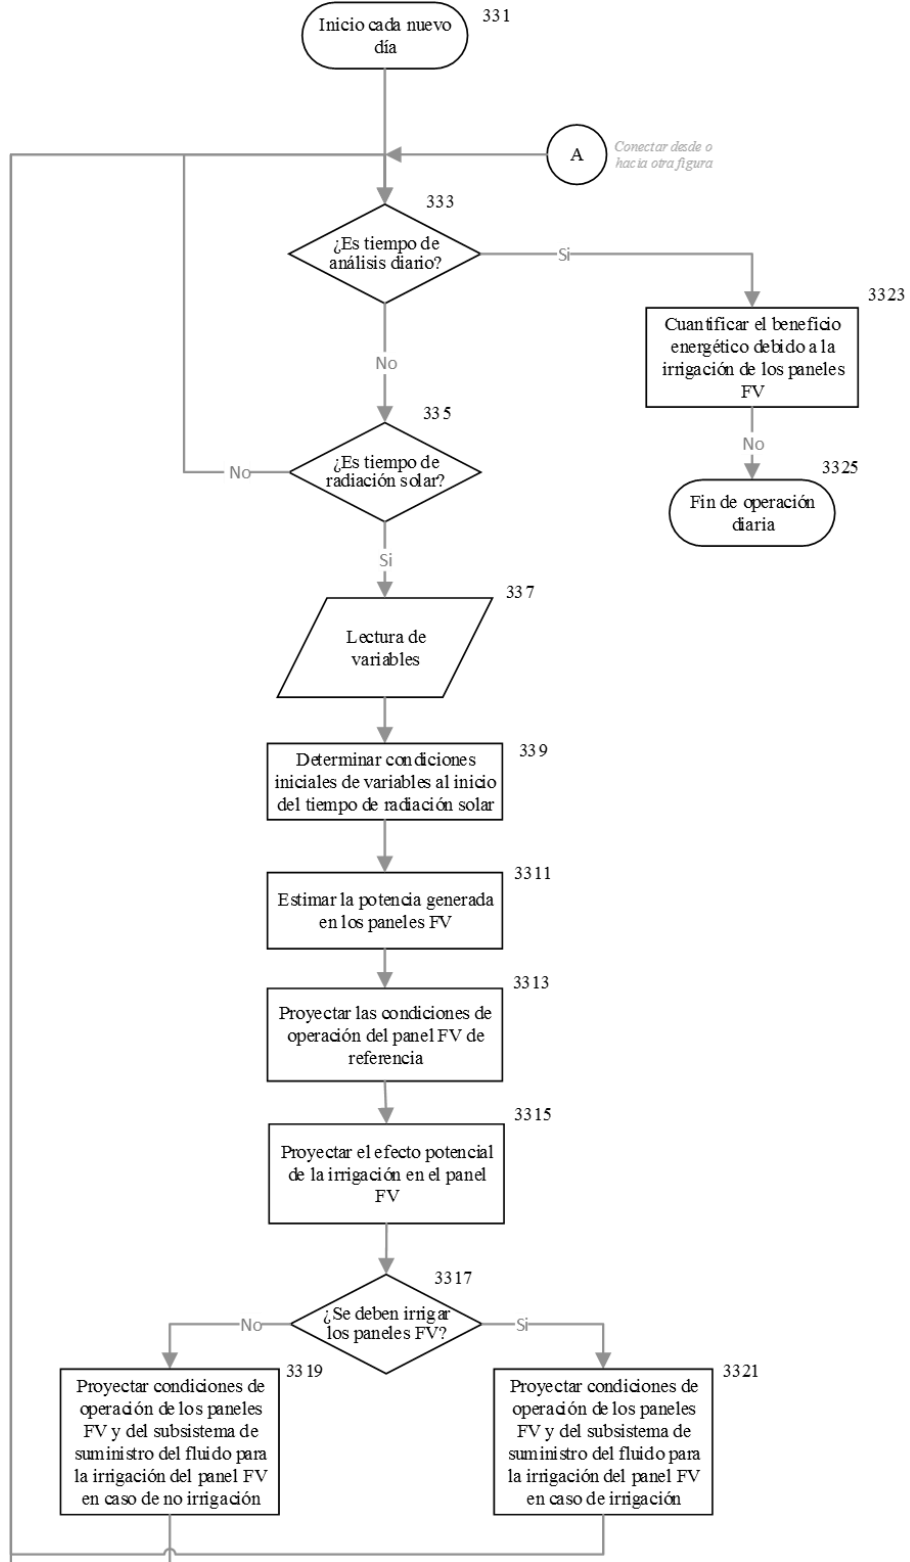 Inicio cada nuevo
día
331
A
Conectar desde o
hacia otra figura
333
¿Es tiempo de
análisis diario?
Si
3323
Cuantificar el beneficio
energético debido a la
irrigación de los paneles
FV
No
No
3325
Fin de operación
diaria
335
¿Es tiempo de
radiación solar?
No
Si
337
Lectura de
variables
339
Determinar condiciones
iniciales de variables al inicio
del tiempo de radiación solar
3311
Estimar la potencia generada
en los paneles FV
3313
Proyectar las condiciones de
operación del panel FV de
referencia
3315
Proyectar el efecto potencial
de la irrigación en el panel
FV
3317
¿Se deben irrigar
los paneles FV?
No
Si
3319
Proyectar condiciones de
operación de los paneles
FV y del subsistema de
suministro del fluido para
la irrigación del panel FV
en caso de no irrigación
3321
Proyectar condiciones de
operación de los paneles
FV y del subsistema de
suministro del fluido para
la irrigación del panel FV
en caso de irrigación